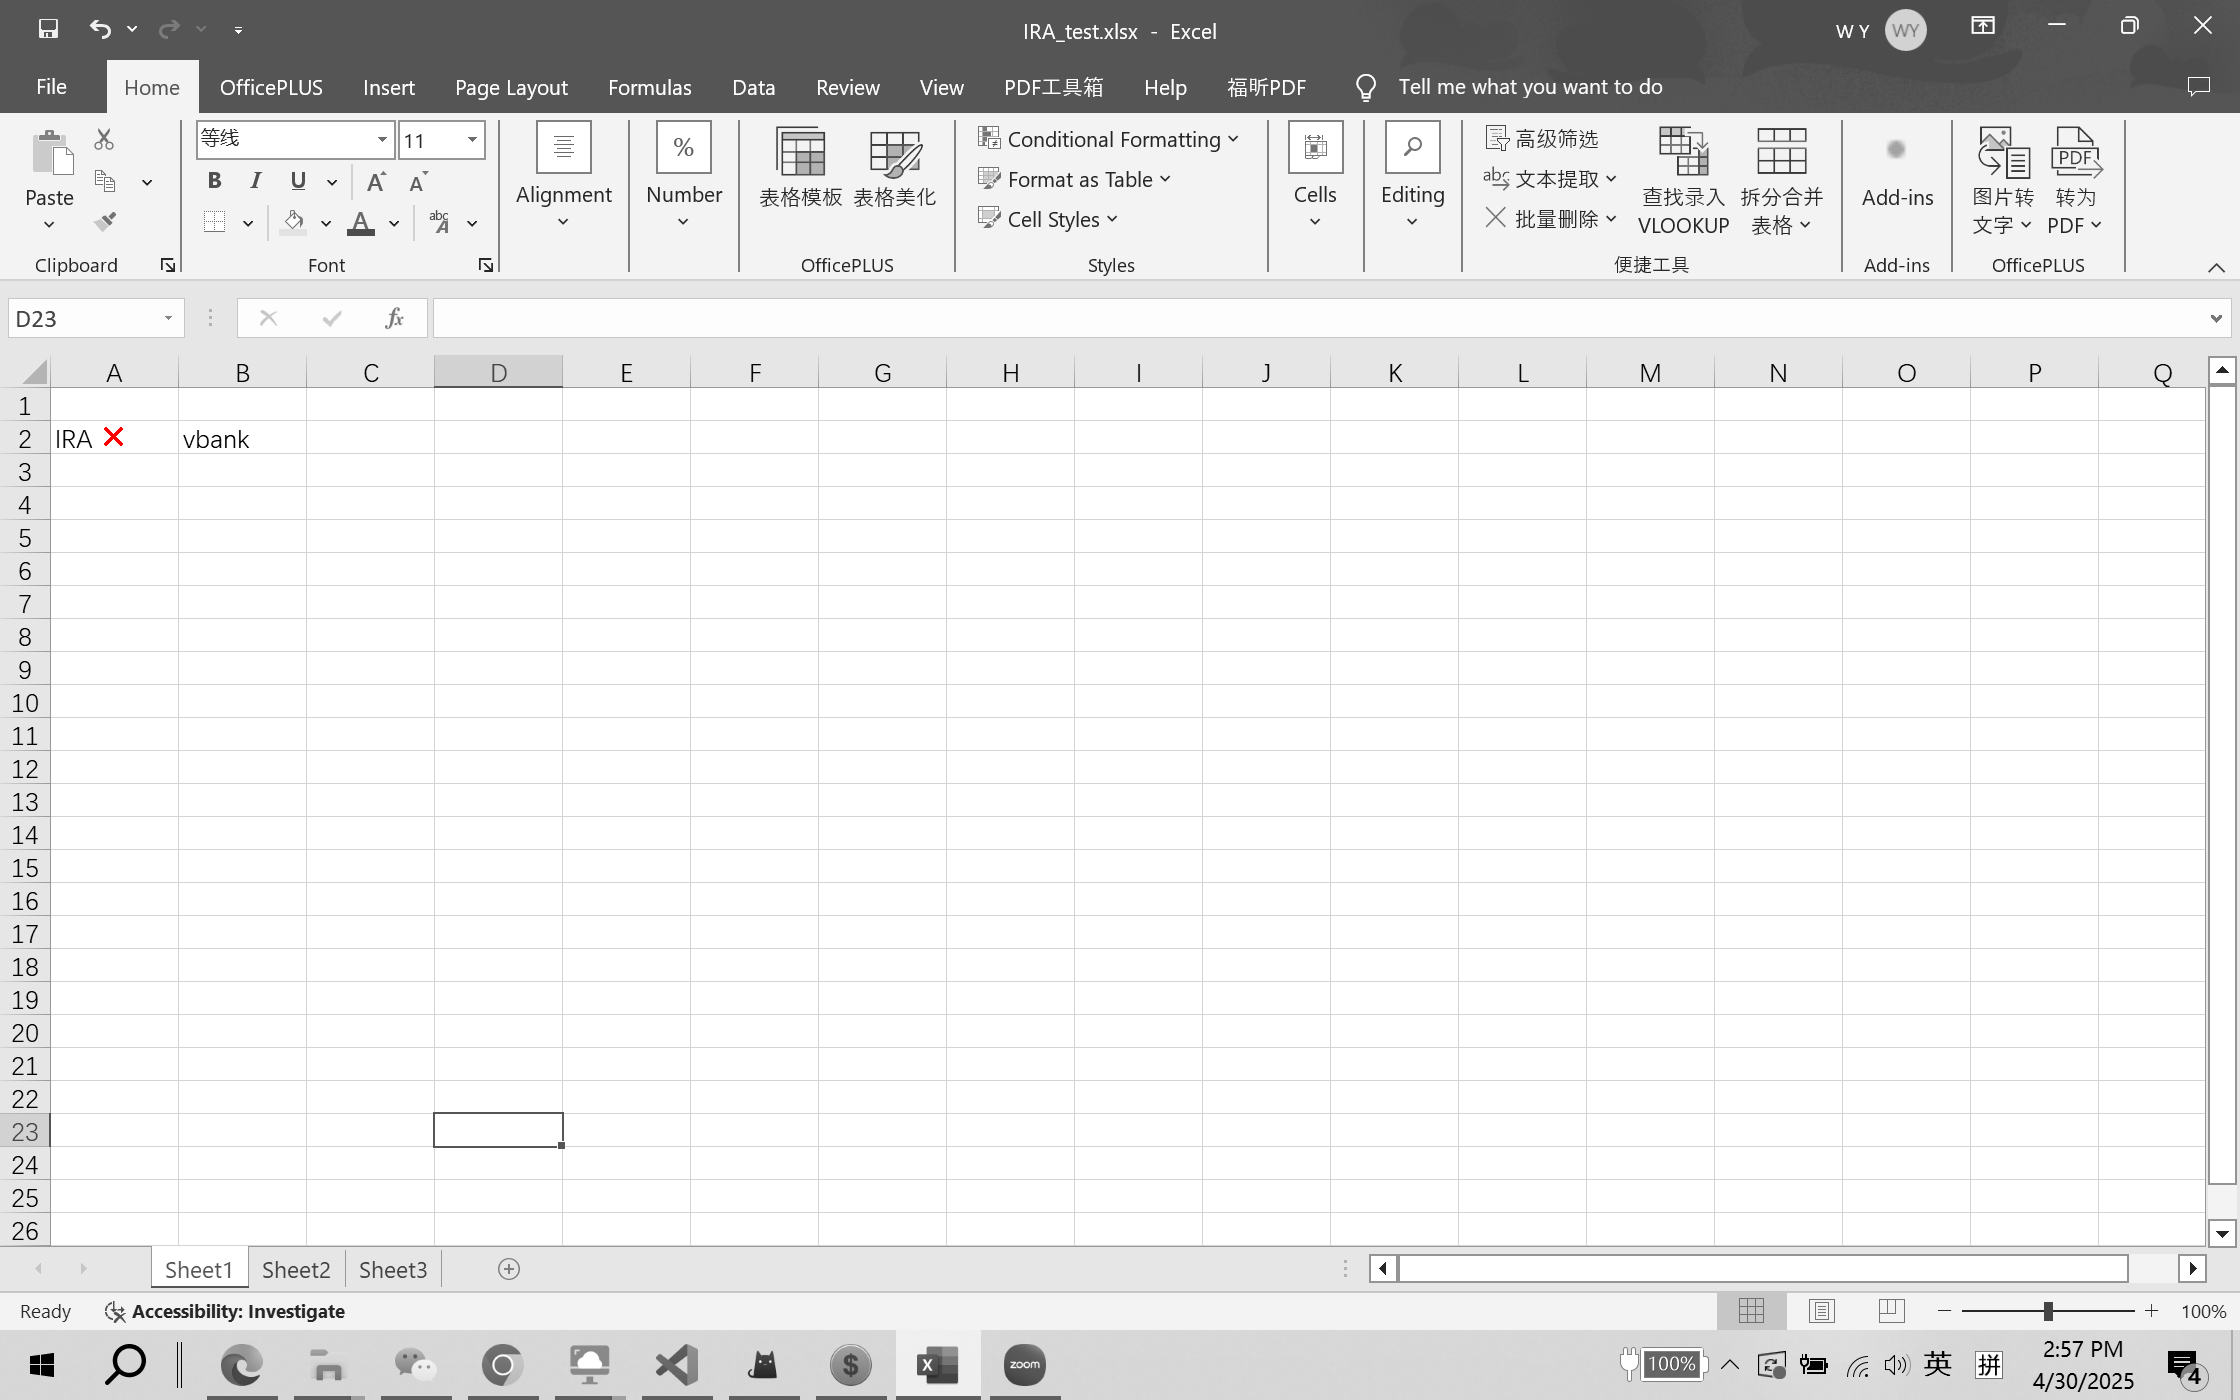 IRA_test.xlsx - Excel
W Y
WY
File
Home
OfficePLUS
Insert
Page Layout
Formulas
Data
Review
View
PDF工具箱
Help
福昕PDF
Tell me what you want to do
Paste
Clipboard
等线
11
B I U A A
A
abc A
Font
Alignment
%
Number
表格模板
表格美化
OfficePLUS
Conditional Formatting
Format as Table
Cell Styles
Styles
Cells
Editing
高级筛选
abc 文本提取
批量删除
查找录入
VLOOKUP
拆分合并
表格
便捷工具
Add-ins
Add-ins
图片转
文字
PDF
转为
PDF
OfficePLUS
D23
fx
A B C D E F G H I J K L M N O P Q
1
2 IRA ❌ vbank
3
4
5
6
7
8
9
10
11
12
13
14
15
16
17
18
19
20
21
22
23
24
25
26
Sheet1
Sheet2
Sheet3
Ready
Accessibility: Investigate
100%
X
$
zoom
100%
英
拼
2:57 PM
4/30/2025
4